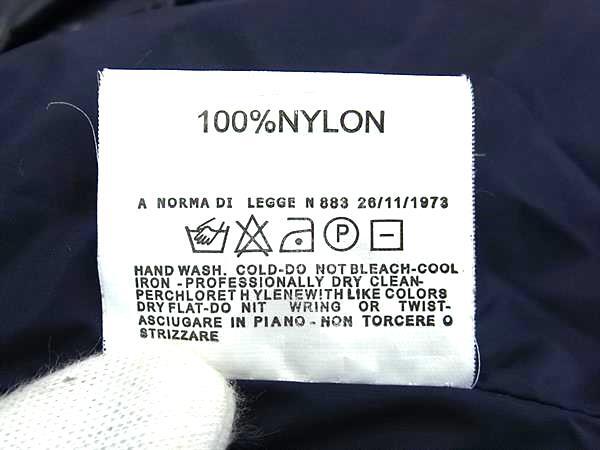 100%NYLON
A NORMA DI LEGGE N 883 26/11/1973
P
HAND WASH. COLD-DO NOT BLEACH-COOL
IRON - PROFESSIONALLY DRY CLEAN-
PERCHLORET HYLENEWITH LIKE COLORS
DRY FLAT-DO NIT WRING OR TWIST-
ASCIUGARE IN PIANO - NON TORCERE O
STRIZZARE